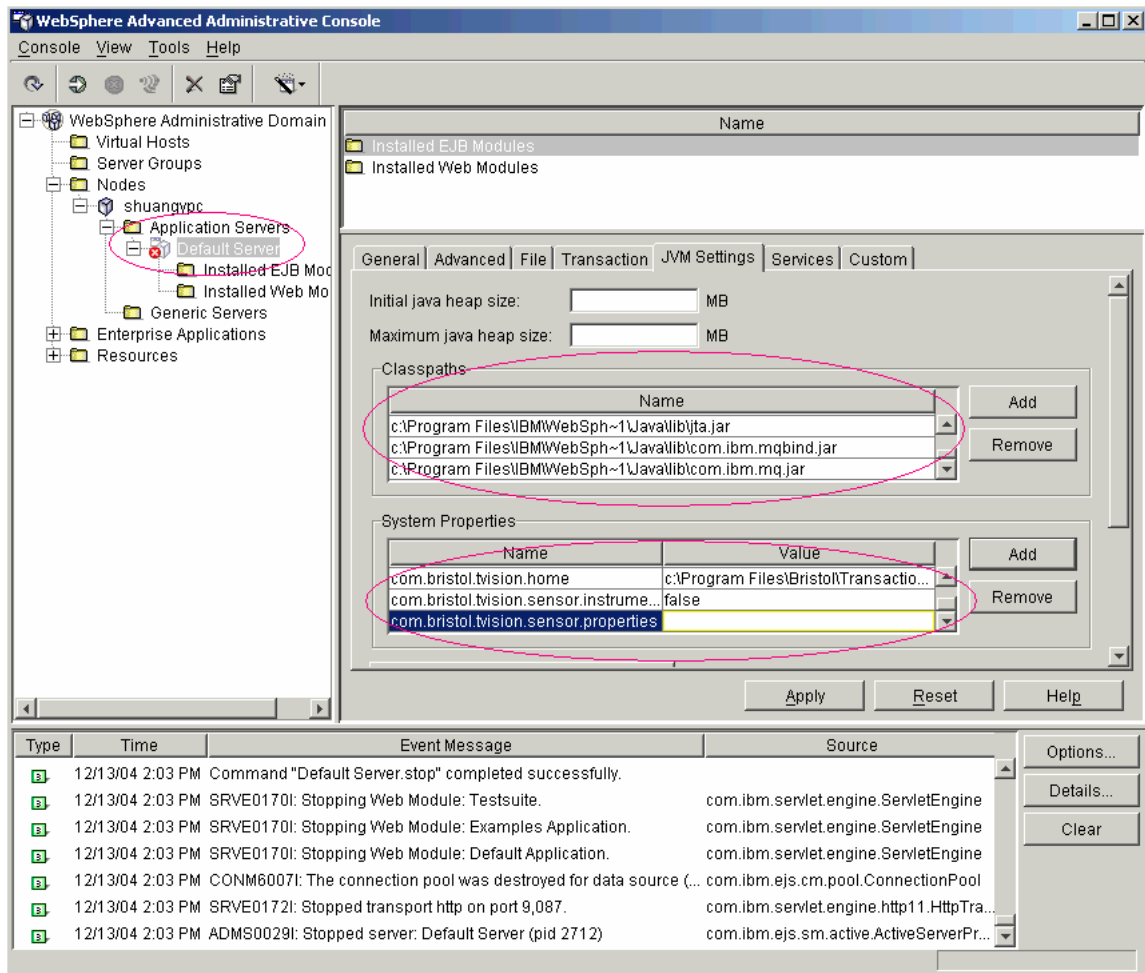 WebSphere Advanced Administrative Console
Console View Tools Help
WebSphere Administrative Domain
Virtual Hosts
Server Groups
Nodes
shuangypc
Application Servers
Default Server
Installed EJB Mod
Installed Web Mo
Generic Servers
Enterprise Applications
Resources
Name
Installed EJB Modules
Installed Web Modules
General Advanced File Transaction JVM Settings Services Custom
Initial java heap size: MB
Maximum java heap size: MB
Classpaths
Name
c:\Program Files\IBM\WebSph~1\Java\lib\jta.jar
c:\Program Files\IBM\WebSph~1\Java\lib\com.ibm.mqbind.jar
c:\Program Files\IBM\WebSph~1\Java\lib\com.ibm.mq.jar
Add
Remove
System Properties
Name Value
com.bristol.tvision.home c:\Program Files\Bristol\Transactio...
com.bristol.tvision.sensor.instrume... false
com.bristol.tvision.sensor.properties
Add
Remove
Apply Reset Help
Type Time Event Message Source
12/13/04 2:03 PM Command "Default Server.stop" completed successfully.
12/13/04 2:03 PM SRVE0170I: Stopping Web Module: Testsuite. com.ibm.servlet.engine.ServletEngine
12/13/04 2:03 PM SRVE0170I: Stopping Web Module: Examples Application. com.ibm.servlet.engine.ServletEngine
12/13/04 2:03 PM SRVE0170I: Stopping Web Module: Default Application. com.ibm.servlet.engine.ServletEngine
12/13/04 2:03 PM CONM6007I: The connection pool was destroyed for data source (... com.ibm.ejs.cm.pool.ConnectionPool
12/13/04 2:03 PM SRVE0172I: Stopped transport http on port 9,087. com.ibm.servlet.engine.http11.HttpTra...
12/13/04 2:03 PM ADMS0029I: Stopped server: Default Server (pid 2712) com.ibm.ejs.sm.active.ActiveServerPr...
Options...
Details...
Clear